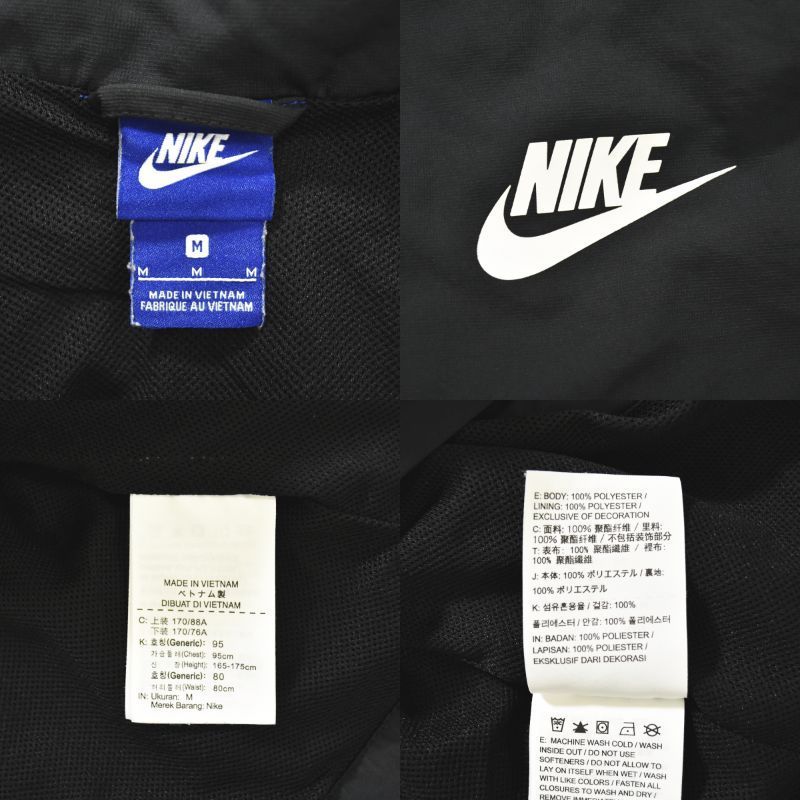 NIKE
M
M M M
MADE IN VIETNAM
FABRIQUE AU VIETNAM
NIKE
MADE IN VIETNAM
ベトナム製
DIBUAT DI VIETNAM
C: 上装 170/88A
下装 170/76A
K: 호칭(Generic): 95
가슴둘레(Chest): 95cm
신 장(Height): 165-175cm
호칭(Generic): 80
허리둘레(Waist): 80cm
IN: Ukuran: M
Merek Barang: Nike
E: BODY: 100% POLYESTER /
LINING: 100% POLYESTER /
EXCLUSIVE OF DECORATION
C: 面料: 100% 聚酯纤维 / 里料:
100% 聚酯纤维 / 不包括装饰部分
T: 表布: 100% 聚酯纖維 / 裡布:
100% 聚酯纖維
J: 本体: 100% ポリエステル / 裏地:
100% ポリエステル
K: 섬유혼용율 / 겉감: 100%
폴리에스터 / 안감: 100% 폴리에스터
IN: BADAN: 100% POLIESTER /
LAPISAN: 100% POLIESTER /
EKSKLUSIF DARI DEKORASI
E: MACHINE WASH COLD / WASH
INSIDE OUT / DO NOT USE
SOFTENERS / DO NOT ALLOW TO
LAY ON ITSELF WHEN WET / WASH
WITH LIKE COLORS / FASTEN ALL
CLOSURES TO WASH AND DRY /
REMOVE IMMEDIATELY